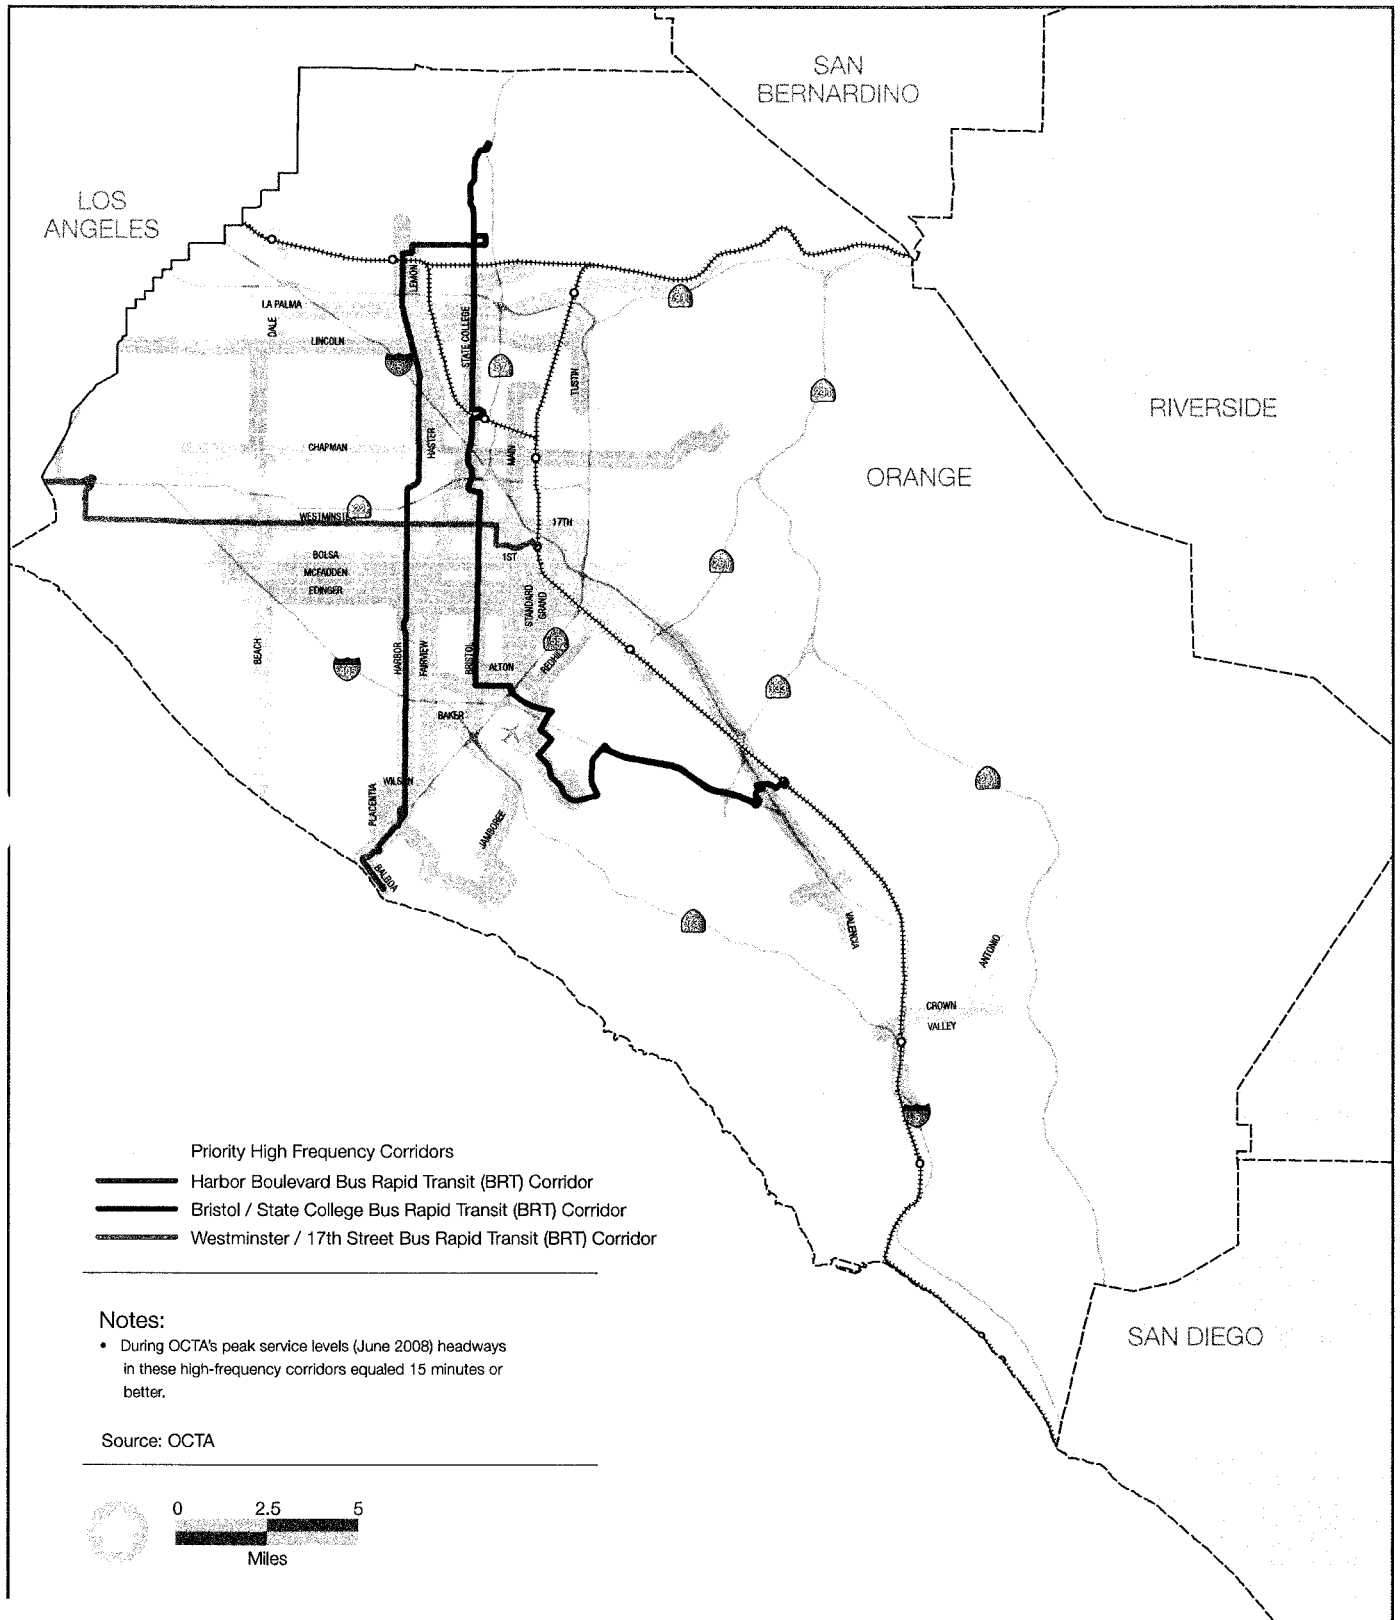 SAN
BERNARDINO
LOS
ANGELES
LEMON
LA PALMA
DALE
LINCOLN
STATE COLLEGE
TUSTIN
RIVERSIDE
HASTER
CHAPMAN
MAIN
ORANGE
WESTMINSTER
17TH
1ST
BOLSA
MCFADDEN
EDINGER
STANDARD
GRAND
BEACH
HARBOR
FAIRVIEW
BRISTOL
ALTON
REDHILL
BAKER
WILSON
PLACENTIA
JAMBOREE
BALBOA
VALENCIA
ANTONIO
CROWN
VALLEY
Priority High Frequency Corridors
Harbor Boulevard Bus Rapid Transit (BRT) Corridor
Bristol / State College Bus Rapid Transit (BRT) Corridor
Westminster / 17th Street Bus Rapid Transit (BRT) Corridor
Notes:
• During OCTA's peak service levels (June 2008) headways
in these high-frequency corridors equaled 15 minutes or
better.
SAN DIEGO
Source: OCTA
0 2.5 5
Miles